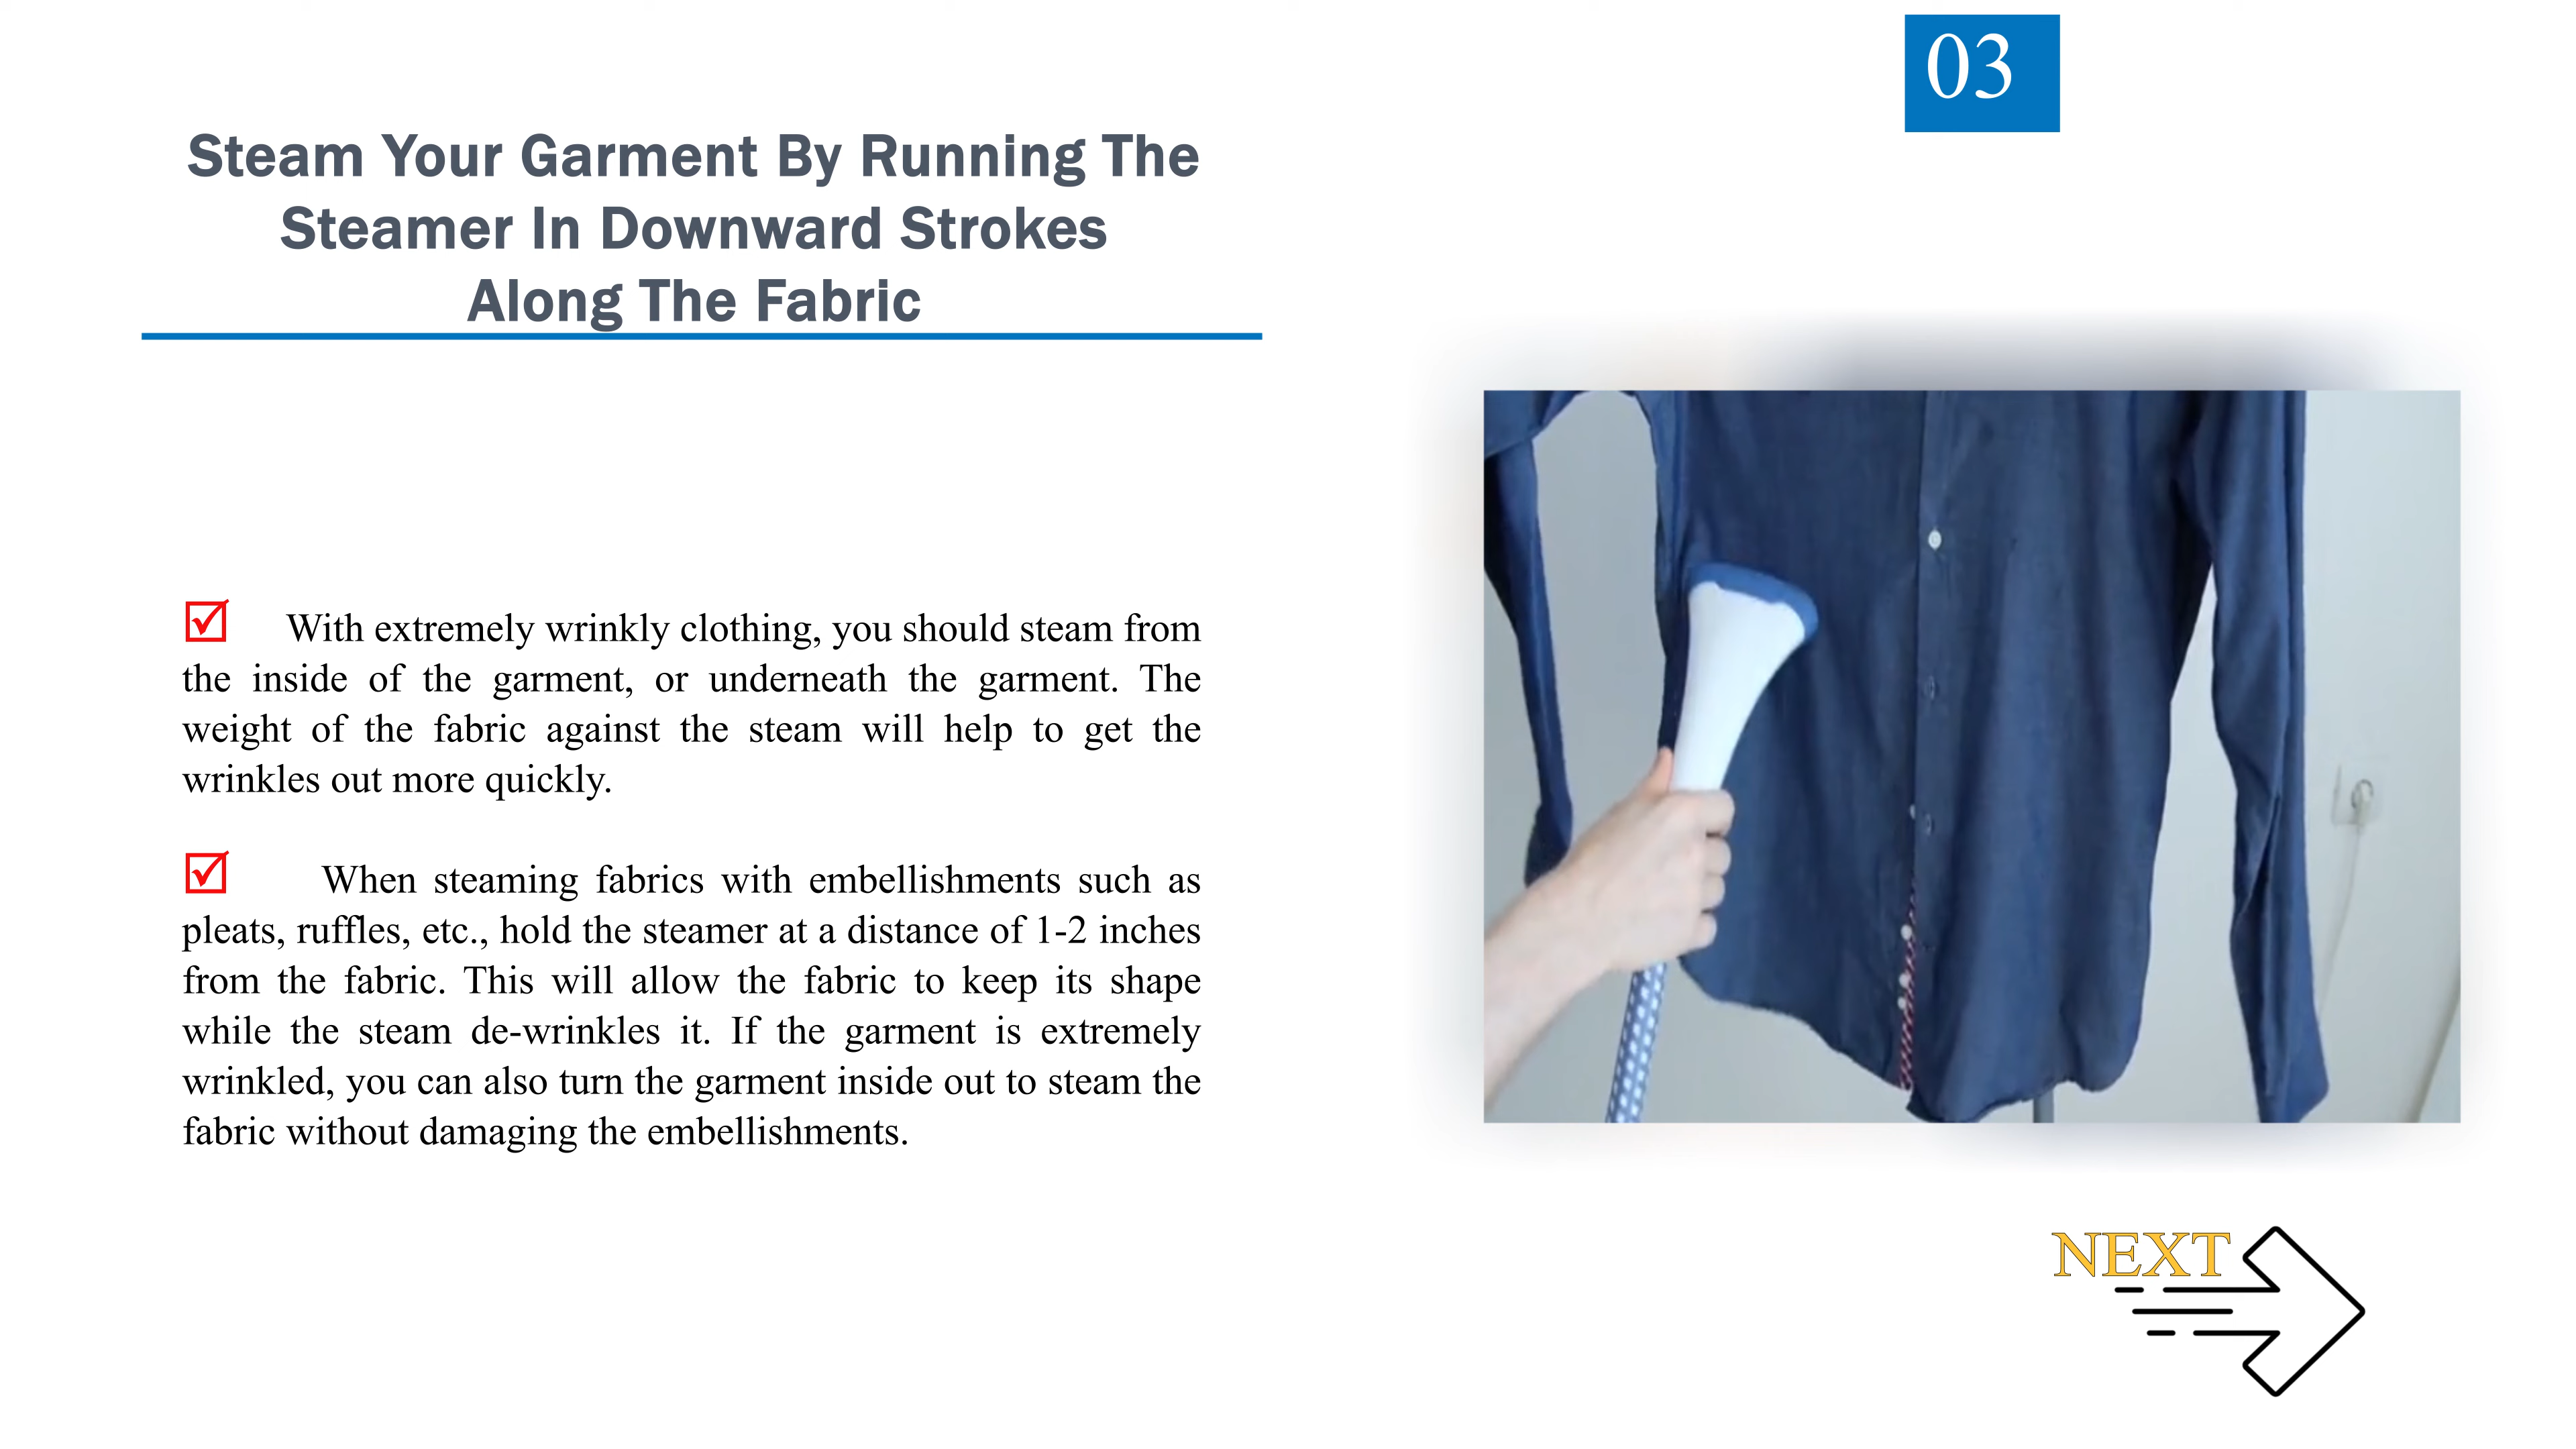 03
Steam Your Garment By Running The
Steamer In Downward Strokes
Along The Fabric
With extremely wrinkly clothing, you should steam from
the inside of the garment, or underneath the garment. The
weight of the fabric against the steam will help to get the
wrinkles out more quickly.
When steaming fabrics with embellishments such as
pleats, ruffles, etc., hold the steamer at a distance of 1-2 inches
from the fabric. This will allow the fabric to keep its shape
while the steam de-wrinkles it. If the garment is extremely
wrinkled, you can also turn the garment inside out to steam the
fabric without damaging the embellishments.
NEXT